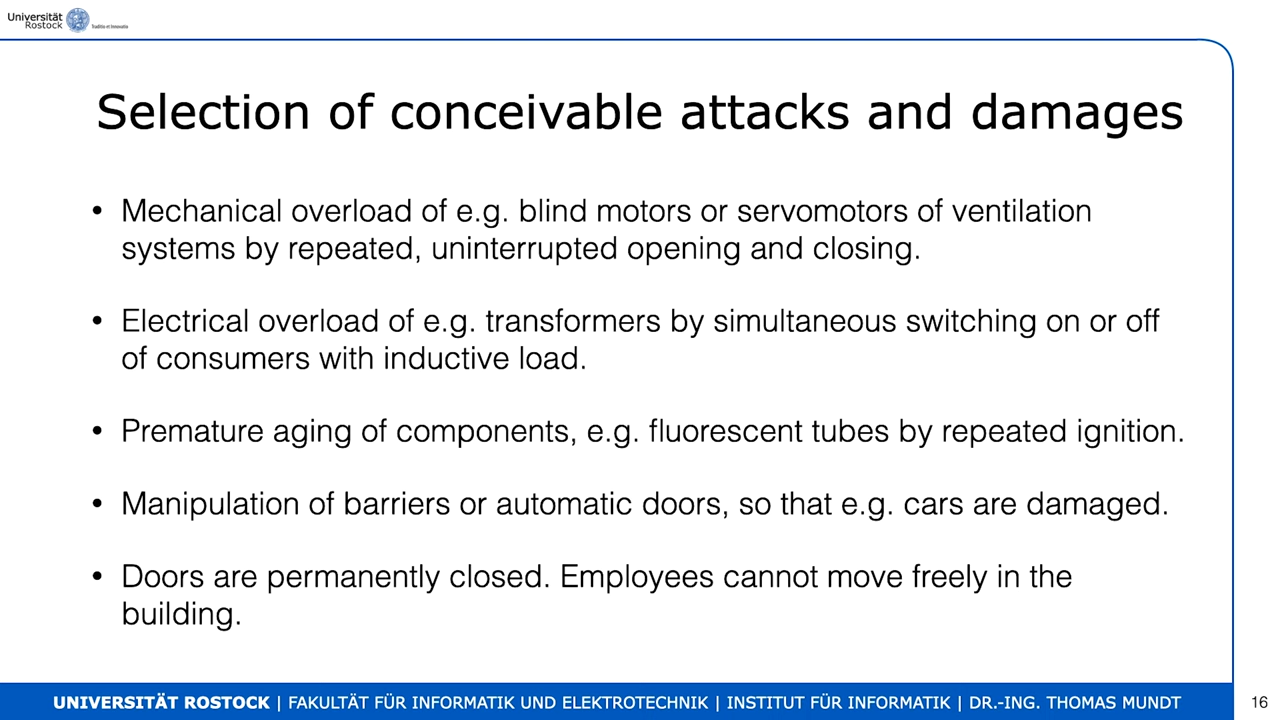 Universität
Rostock
Traditio et Innovatio
Selection of conceivable attacks and damages
• Mechanical overload of e.g. blind motors or servomotors of ventilation
systems by repeated, uninterrupted opening and closing.
• Electrical overload of e.g. transformers by simultaneous switching on or off
of consumers with inductive load.
• Premature aging of components, e.g. fluorescent tubes by repeated ignition.
• Manipulation of barriers or automatic doors, so that e.g. cars are damaged.
• Doors are permanently closed. Employees cannot move freely in the
building.
UNIVERSITÄT ROSTOCK | FAKULTÄT FÜR INFORMATIK UND ELEKTROTECHNIK | INSTITUT FÜR INFORMATIK | DR.-ING. THOMAS MUNDT
16